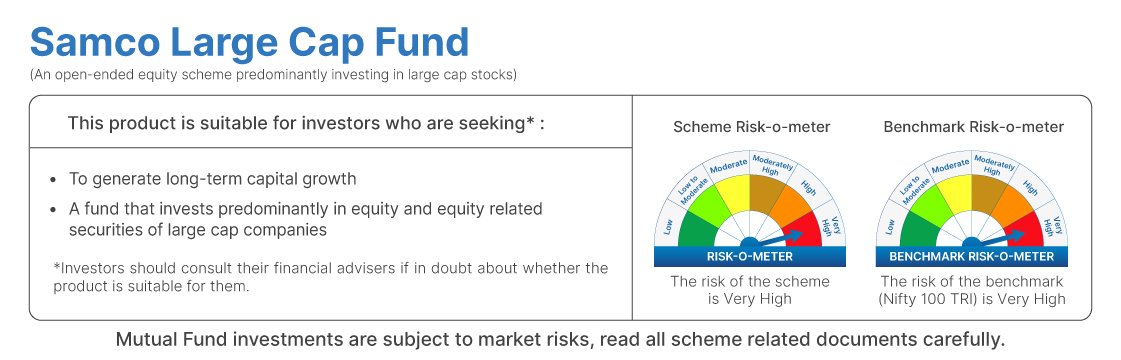 Samco Large Cap Fund
(An open-ended equity scheme predominantly investing in large cap stocks)
This product is suitable for investors who are seeking* :
• To generate long-term capital growth
• A fund that invests predominantly in equity and equity related
securities of large cap companies
*Investors should consult their financial advisers if in doubt about whether the
product is suitable for them.
Scheme Risk-o-meter
Low
Low to
Moderate
Moderate
Moderately
High
High
Very
High
RISK-O-METER
The risk of the scheme
is Very High
Benchmark Risk-o-meter
Low
Low to
Moderate
Moderate
Moderately
High
High
Very
High
BENCHMARK RISK-O-METER
The risk of the benchmark
(Nifty 100 TRI) is Very High
Mutual Fund investments are subject to market risks, read all scheme related documents carefully.